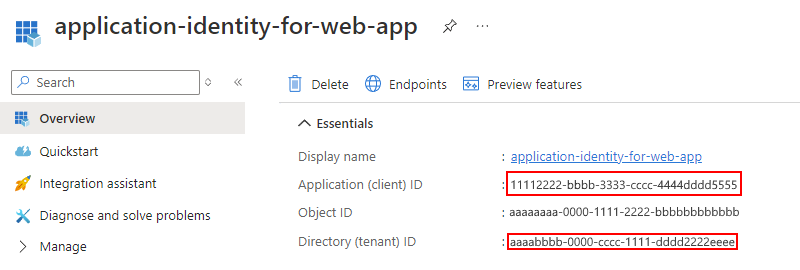 application-identity-for-web-app
Search
Delete Endpoints Preview features
Overview
Essentials
Quickstart
Display name : application-identity-for-web-app
Integration assistant
Application (client) ID : 11112222-bbbb-3333-cccc-4444dddd5555
Diagnose and solve problems
Object ID : aaaaaaaa-0000-1111-2222-bbbbbbbbbbbb
Manage
Directory (tenant) ID : aaaabbbb-0000-cccc-1111-dddd2222eeee